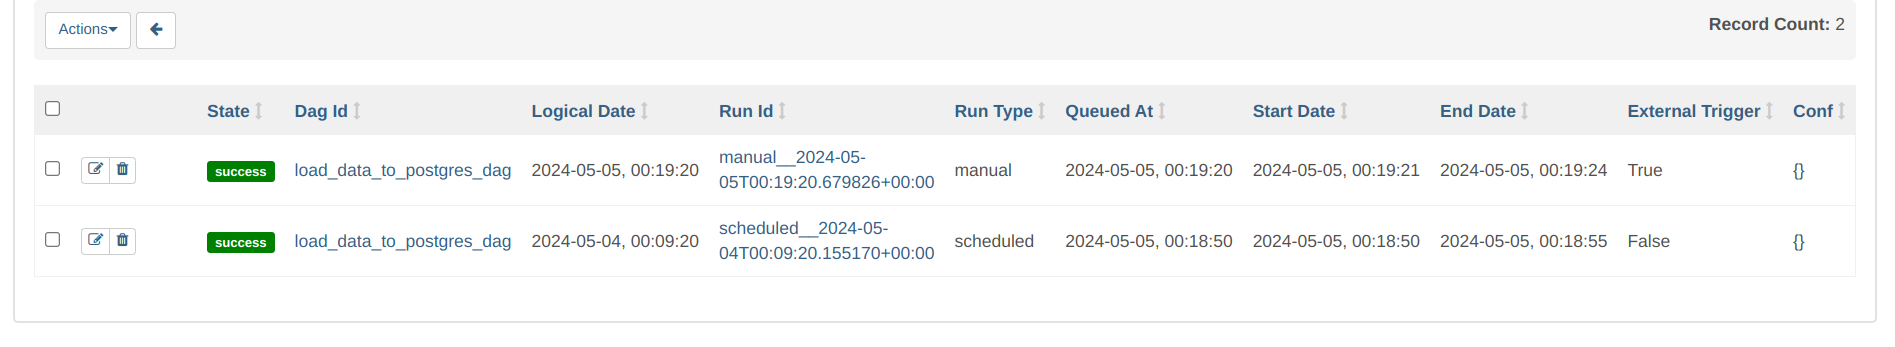 Actions
Record Count: 2
State Dag Id Logical Date Run Id Run Type Queued At Start Date End Date External Trigger Conf
success load_data_to_postgres_dag 2024-05-05, 00:19:20 manual__2024-05-
05T00:19:20.679826+00:00 manual 2024-05-05, 00:19:20 2024-05-05, 00:19:21 2024-05-05, 00:19:24 True {}
success load_data_to_postgres_dag 2024-05-04, 00:09:20 scheduled__2024-05-
04T00:09:20.155170+00:00 scheduled 2024-05-05, 00:18:50 2024-05-05, 00:18:50 2024-05-05, 00:18:55 False {}